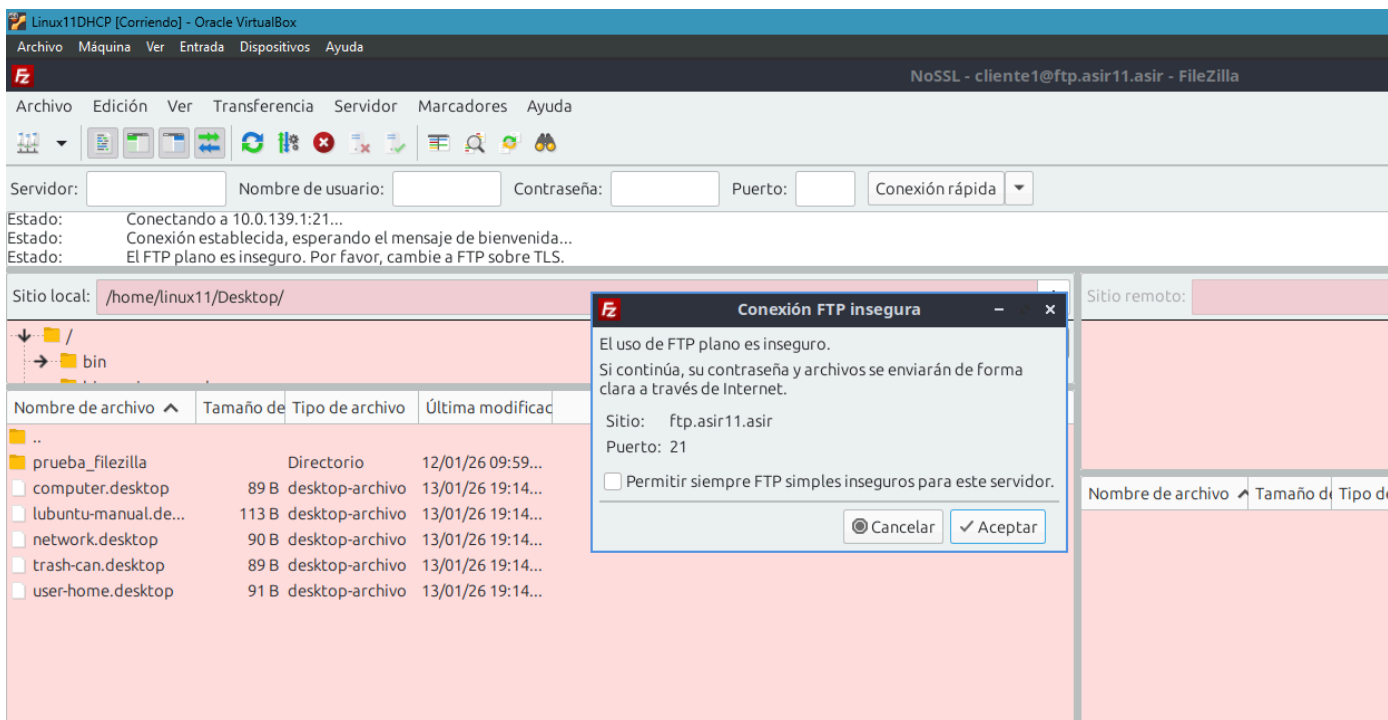 Linux11DHCP [Corriendo] - Oracle VirtualBox
Archivo Máquina Ver Entrada Dispositivos Ayuda
NoSSL - cliente1@ftp.asir11.asir - FileZilla
Archivo Edición Ver Transferencia Servidor Marcadores Ayuda
Servidor: Nombre de usuario: Contraseña: Puerto: Conexión rápida
Estado: Conectando a 10.0.139.1:21...
Estado: Conexión establecida, esperando el mensaje de bienvenida...
Estado: El FTP plano es inseguro. Por favor, cambie a FTP sobre TLS.
Sitio local: /home/linux11/Desktop/
Sitio remoto:
/
bin
Nombre de archivo Tamaño de Tipo de archivo Última modificac
..
prueba_filezilla Directorio 12/01/26 09:59...
computer.desktop 89 B desktop-archivo 13/01/26 19:14...
lubuntu-manual.de... 113 B desktop-archivo 13/01/26 19:14...
network.desktop 90 B desktop-archivo 13/01/26 19:14...
trash-can.desktop 89 B desktop-archivo 13/01/26 19:14...
user-home.desktop 91 B desktop-archivo 13/01/26 19:14...
Conexión FTP insegura
El uso de FTP plano es inseguro.
Si continúa, su contraseña y archivos se enviarán de forma
clara a través de Internet.
Sitio: ftp.asir11.asir
Puerto: 21
Permitir siempre FTP simples inseguros para este servidor.
Cancelar Aceptar
Nombre de archivo Tamaño de Tipo de